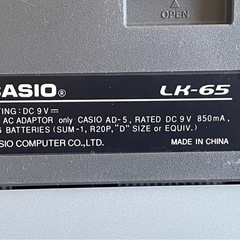 OPEN
CASIO LK-65
TING: DC 9V ⎓
AC ADAPTOR only CASIO AD-5, RATED DC 9V 850mA,
BATTERIES (SUM-1, R20P, "D" SIZE or EQUIV.)
SIO COMPUTER CO., LTD. MADE IN CHINA